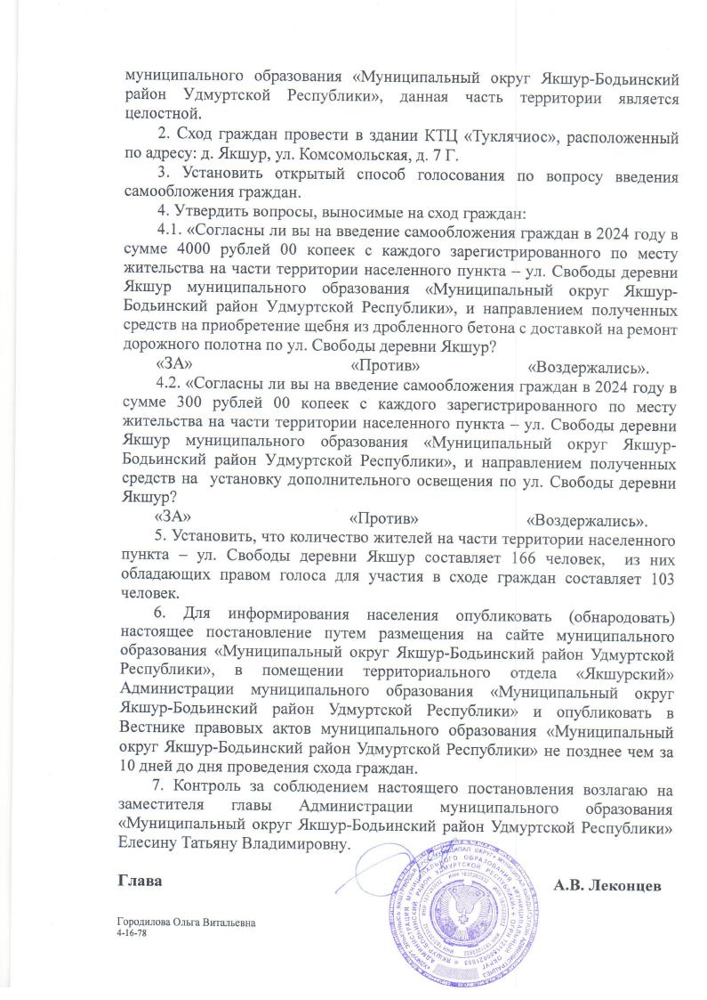 муниципального образования «Муниципальный округ Якшур-Бодьинский
район Удмуртской Республики», данная часть территории является
целостной.
2. Сход граждан провести в здании КТЦ «Туклячиос», расположенный
по адресу: д. Якшур, ул. Комсомольская, д. 7 Г.
3. Установить открытый способ голосования по вопросу введения
самообложения граждан.
4. Утвердить вопросы, выносимые на сход граждан:
4.1. «Согласны ли вы на введение самообложения граждан в 2024 году в
сумме 4000 рублей 00 копеек с каждого зарегистрированного по месту
жительства на части территории населенного пункта – ул. Свободы деревни
Якшур муниципального образования «Муниципальный округ Якшур-
Бодьинский район Удмуртской Республики», и направлением полученных
средств на приобретение щебня из дробленного бетона с доставкой на ремонт
дорожного полотна по ул. Свободы деревни Якшур?
«ЗА» «Против» «Воздержались».
4.2. «Согласны ли вы на введение самообложения граждан в 2024 году в
сумме 300 рублей 00 копеек с каждого зарегистрированного по месту
жительства на части территории населенного пункта – ул. Свободы деревни
Якшур муниципального образования «Муниципальный округ Якшур-
Бодьинский район Удмуртской Республики», и направлением полученных
средств на установку дополнительного освещения по ул. Свободы деревни
Якшур?
«ЗА» «Против» «Воздержались».
5. Установить, что количество жителей на части территории населенного
пункта – ул. Свободы деревни Якшур составляет 166 человек, из них
обладающих правом голоса для участия в сходе граждан составляет 103
человек.
6. Для информирования населения опубликовать (обнародовать)
настоящее постановление путем размещения на сайте муниципального
образования «Муниципальный округ Якшур-Бодьинский район Удмуртской
Республики», в помещении территориального отдела «Якшурский»
Администрации муниципального образования «Муниципальный округ
Якшур-Бодьинский район Удмуртской Республики» и опубликовать в
Вестнике правовых актов муниципального образования «Муниципальный
округ Якшур-Бодьинский район Удмуртской Республики» не позднее чем за
10 дней до дня проведения схода граждан.
7. Контроль за соблюдением настоящего постановления возлагаю на
заместителя главы Администрации муниципального образования
«Муниципальный округ Якшур-Бодьинский район Удмуртской Республики»
Елесину Татьяну Владимировну.
Глава А.В. Леконцев
Городилова Ольга Витальевна
4-16-78